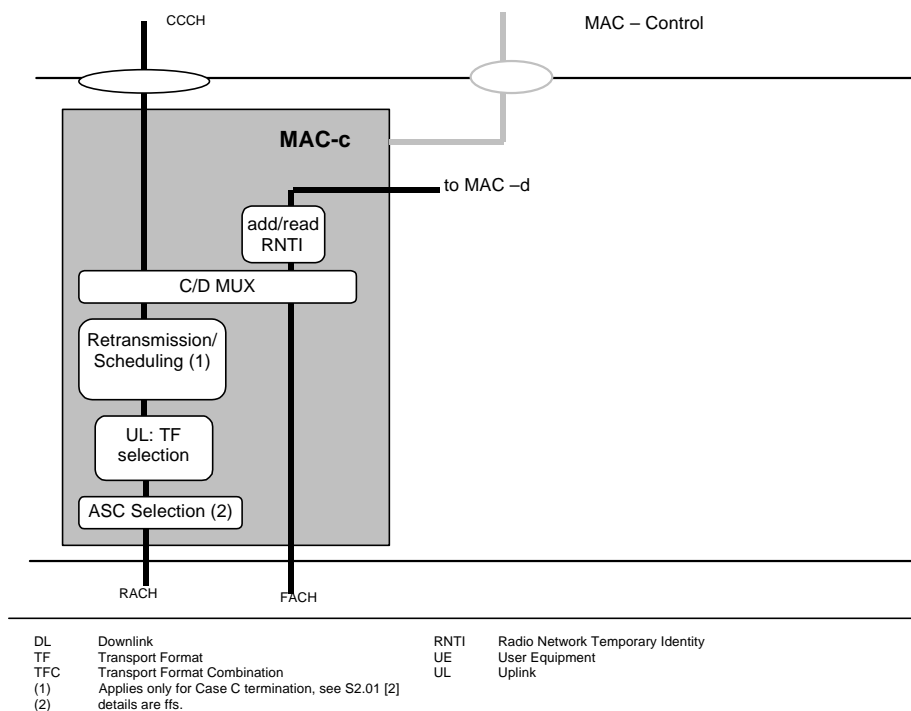 CCCH
MAC – Control
MAC-c
to MAC –d
add/read
RNTI
C/D MUX
Retransmission/
Scheduling (1)
UL: TF
selection
ASC Selection (2)
RACH
FACH
DL Downlink
TF Transport Format
TFC Transport Format Combination
(1) Applies only for Case C termination, see S2.01 [2]
(2) details are ffs.
RNTI Radio Network Temporary Identity
UE User Equipment
UL Uplink